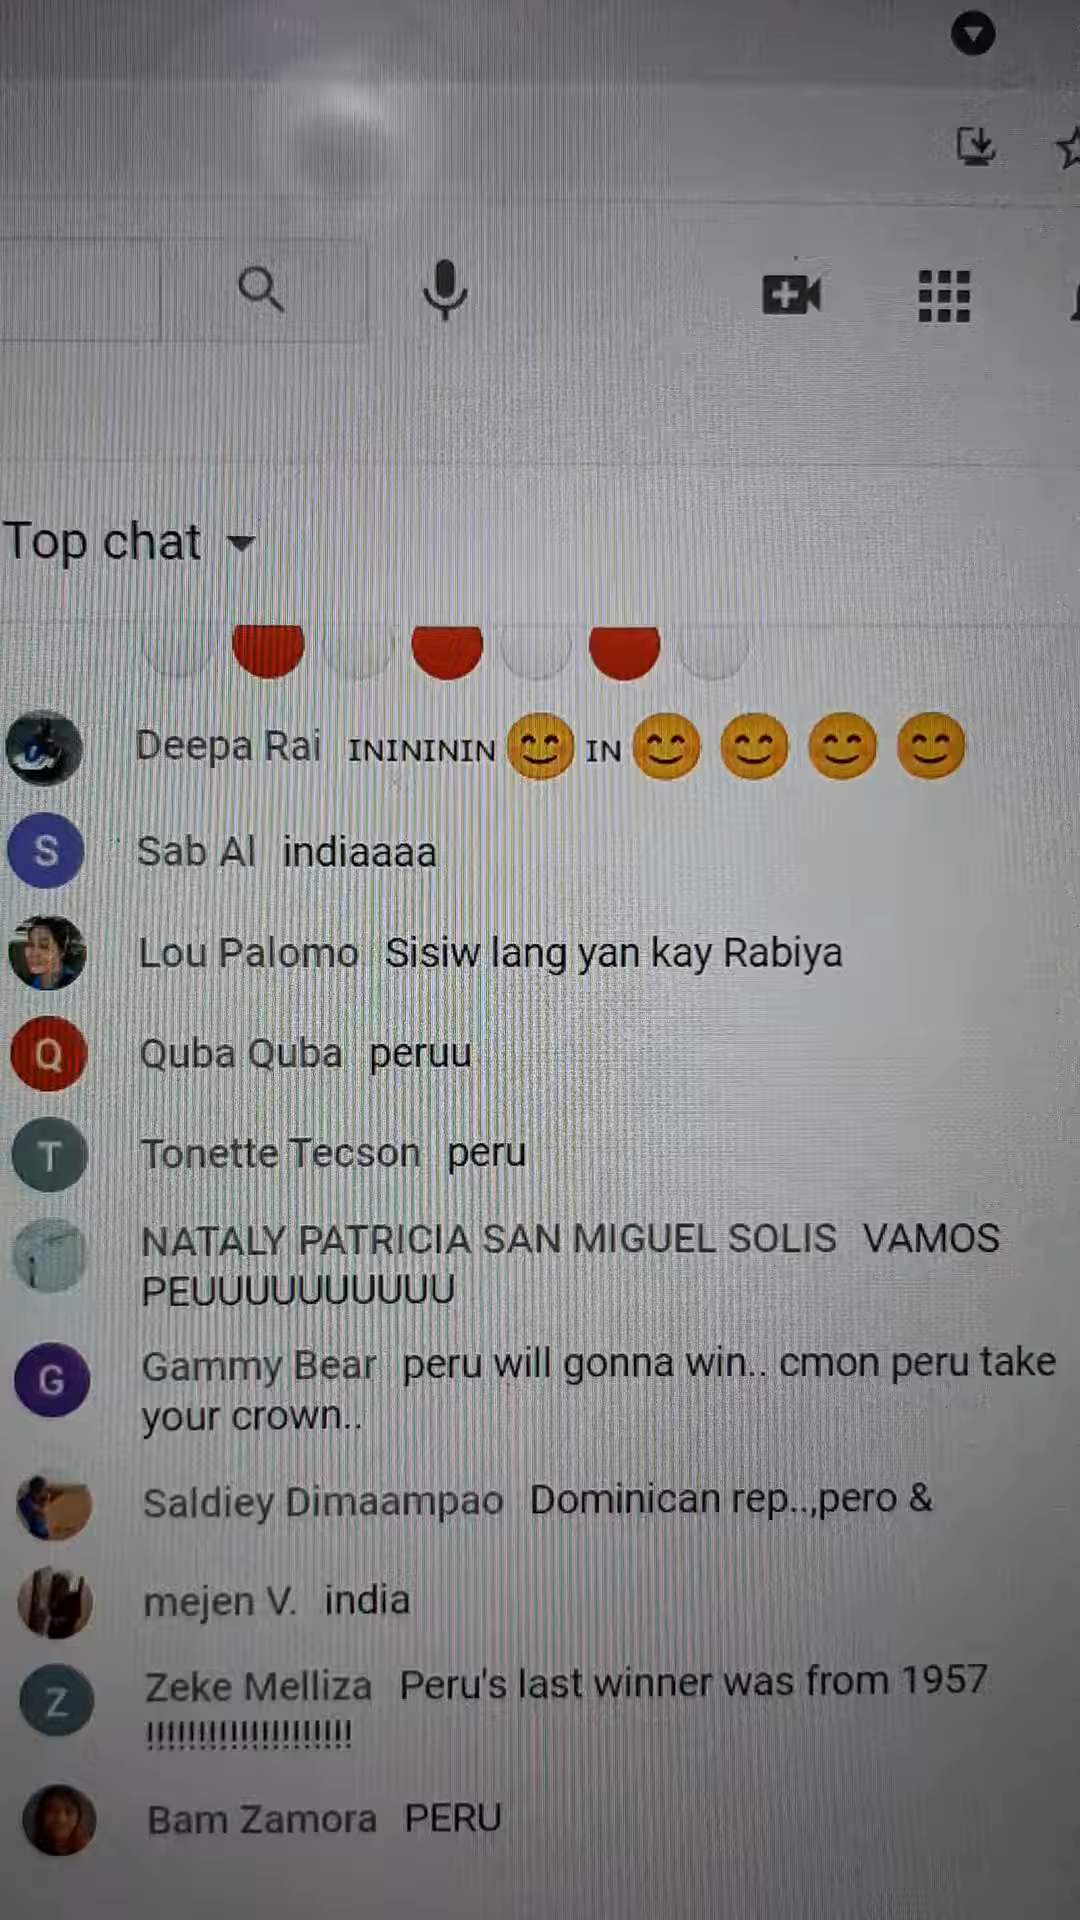 Top chat
Deepa Rai ININININ 😊 IN 😊 😊 😊 😊
S Sab Al indiaaaa
Lou Palomo Sisiw lang yan kay Rabiya
Q Quba Quba peruu
T Tonette Tecson peru
NATALY PATRICIA SAN MIGUEL SOLIS VAMOS
PEUUUUUUUUUU
G Gammy Bear peru will gonna win.. cmon peru take
your crown..
Saldiey Dimaampao Dominican rep..,pero &
mejen V. india
Z Zeke Melliza Peru's last winner was from 1957
!!!!!!!!!!!!!!!!!!!!
Bam Zamora PERU